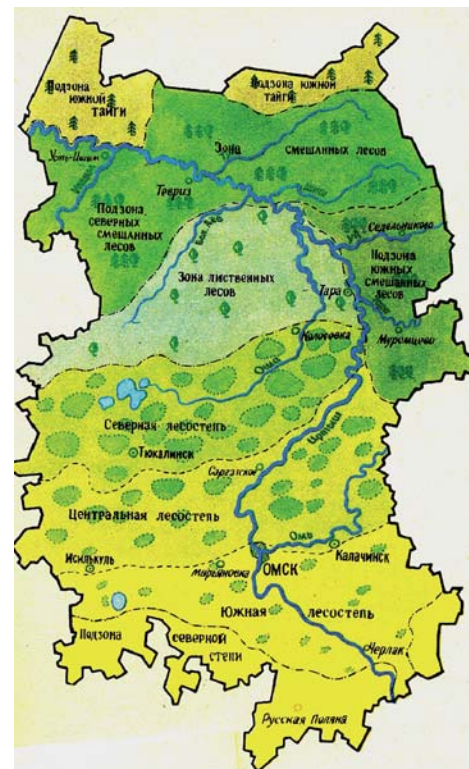 Подзона
южной
тайги
Подзона южной
тайги
Зона смешанных лесов
Усть-Ишим
Тевриз
Подзона
северных
смешанных
лесов
Седельниково
Подзона
южных
смешанных
лесов
Зона лиственных
лесов
Тара
Муромцево
Колосовка
Оша
Северная лесостепь
Иртыш
Тюкалинск
Саргатское
Центральная лесостепь
Омь
Исилькуль
Марьяновка
ОМСК
Калачинск
Южная лесостепь
Подзона северной
степи
Черлак
Русская Поляна